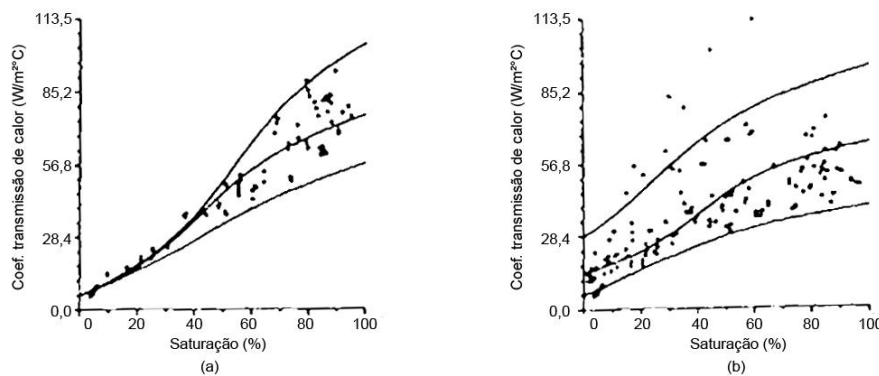 113,5
85,2
56,8
28,4
0,0
Coef. transmissão de calor (W/m²°C)
0 20 40 60 80 100
Saturação (%)
(a)
113,5
85,2
56,8
28,4
0,0
Coef. transmissão de calor (W/m²°C)
0 20 40 60 80 100
Saturação (%)
(b)